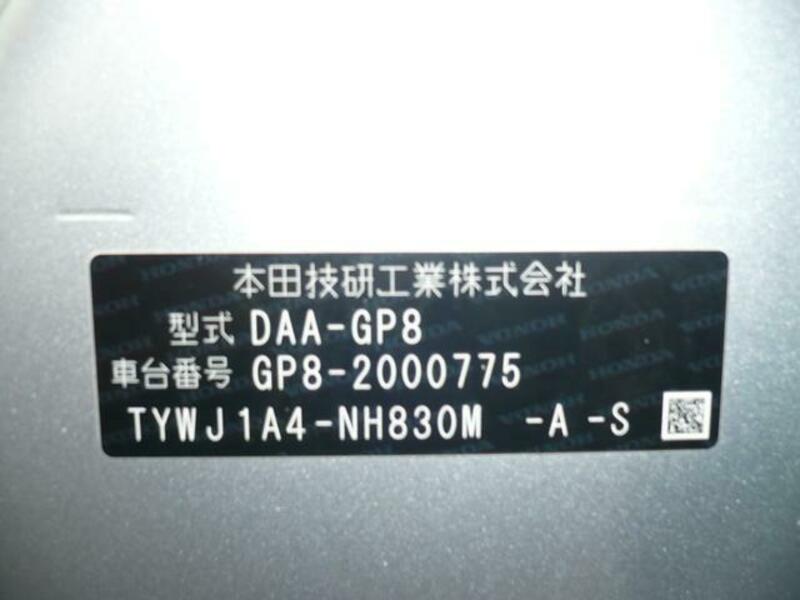 本田技研工業株式会社
型式 DAA-GP8
車台番号 GP8-2000775
TYWJ1A4-NH830M -A -S